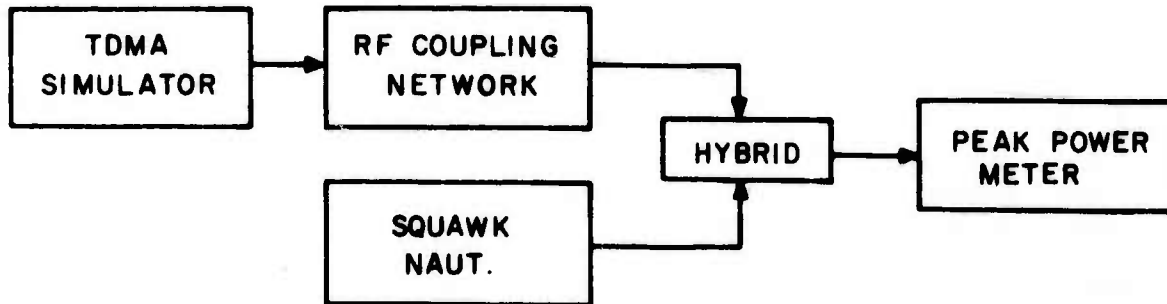 TDMA
SIMULATOR
RF COUPLING
NETWORK
HYBRID
PEAK POWER
METER
SQUAWK
NAUT.